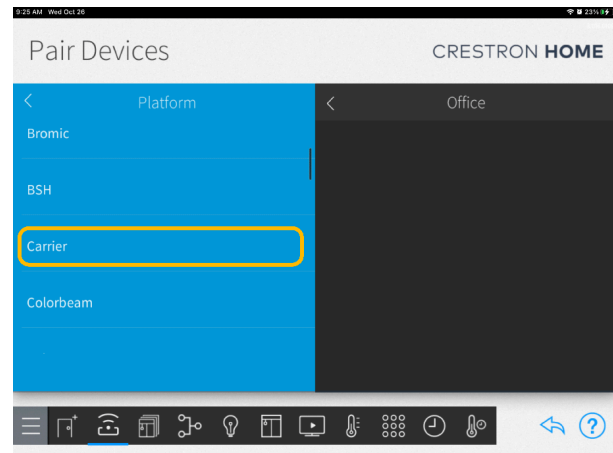 9:25 AM Wed Oct 26
23%
Pair Devices
CRESTRON HOME
Platform
Office
Bromic
BSH
Carrier
Colorbeam
?